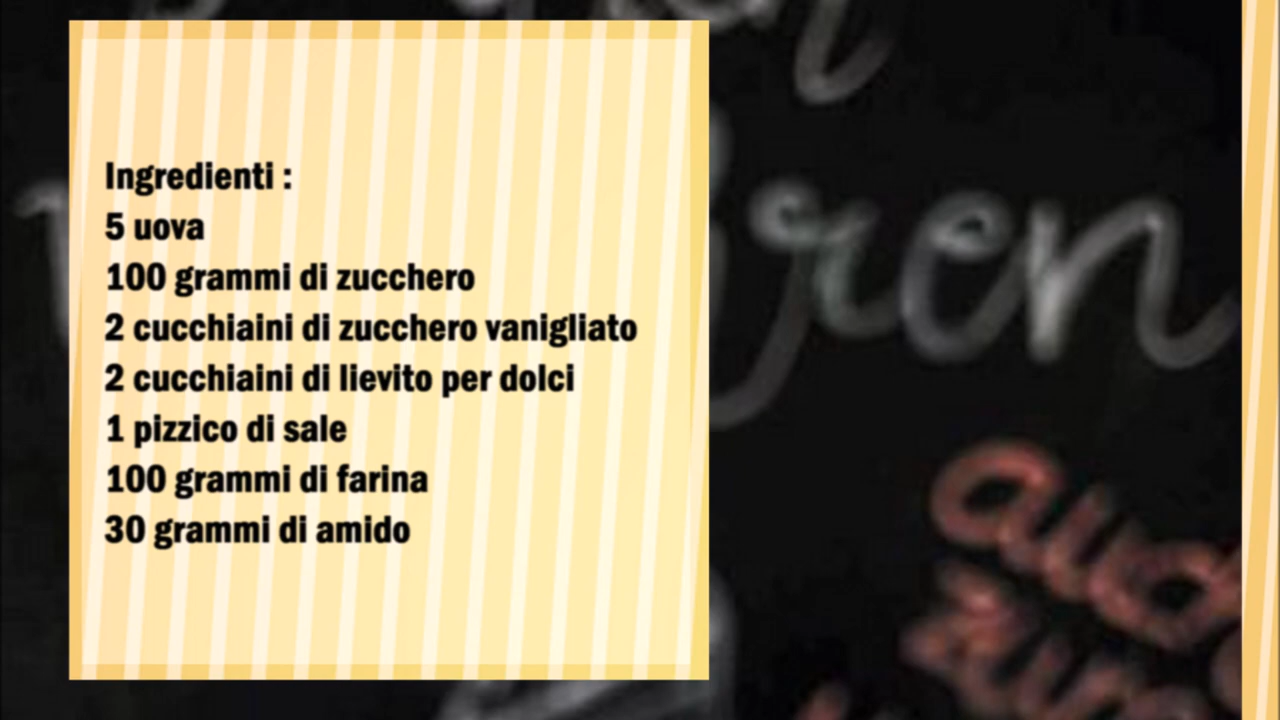 Ingredienti :
5 uova
100 grammi di zucchero
2 cucchiaini di zucchero vanigliato
2 cucchiaini di lievito per dolci
1 pizzico di sale
100 grammi di farina
30 grammi di amido